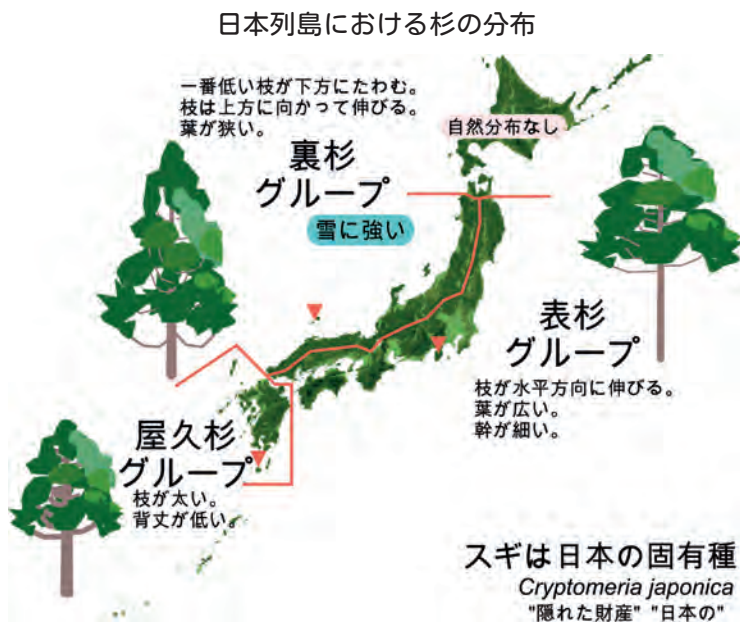 日本列島における杉の分布
一番低い枝が下方にたわむ。
枝は上方に向かって伸びる。
葉が狭い。
自然分布なし
裏杉
グループ
雪に強い
表杉
グループ
枝が水平方向に伸びる。
葉が広い。
幹が細い。
屋久杉
グループ
枝が太い。
背丈が低い。
スギは日本の固有種
Cryptomeria japonica
"隠れた財産" "日本の"